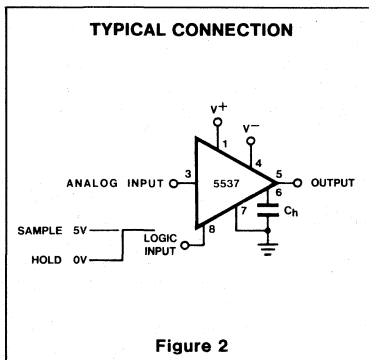 TYPICAL CONNECTION
V+
V−
1
4
3
5537
5
6
7
8
ANALOG INPUT
OUTPUT
Ch
SAMPLE 5V
HOLD 0V
LOGIC
INPUT
Figure 2